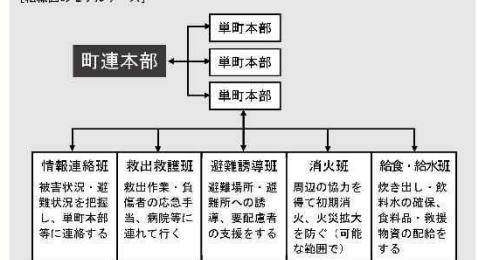 単町本部
町連本部
単町本部
単町本部
情報連絡班
被害状況・避
難状況を把握
し、単町本部
等に連絡する
救出救護班
救出作業・負
傷者の応急手
当、病院等に
連れて行く
避難誘導班
避難場所・避
難所への誘
導、要配慮者
の支援をする
消火班
周辺の協力を
得て初期消
火、火災拡大
を防ぐ（可能
な範囲で）
給食・給水班
炊き出し・飲
料水の確保、
食料品・救援
物資の配給を
する